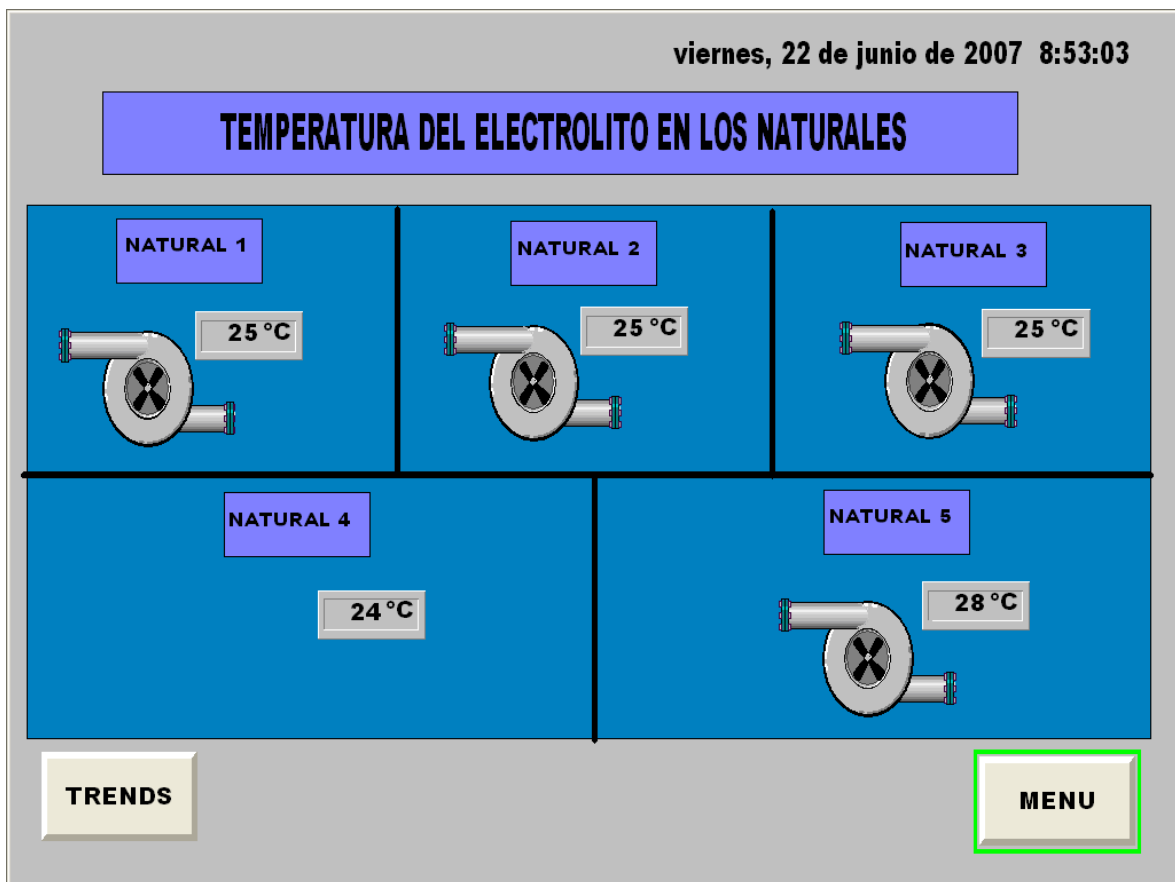 viernes, 22 de junio de 2007 8:53:03
TEMPERATURA DEL ELECTROLITO EN LOS NATURALES
NATURAL 1
NATURAL 2
NATURAL 3
25 °C
25 °C
25 °C
NATURAL 4
NATURAL 5
24 °C
28 °C
TRENDS
MENU